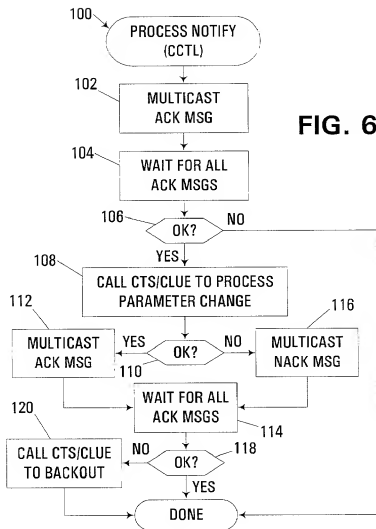 100
PROCESS NOTIFY
(CCTL)
102
MULTICAST
ACK MSG
FIG. 6
104
WAIT FOR ALL
ACK MSGS
106
OK?
NO
YES
108
CALL CTS/CLUE TO PROCESS
PARAMETER CHANGE
112
116
MULTICAST
ACK MSG
YES
OK?
NO
MULTICAST
NACK MSG
110
WAIT FOR ALL
ACK MSGS
114
120
CALL CTS/CLUE
TO BACKOUT
NO
OK?
118
YES
DONE